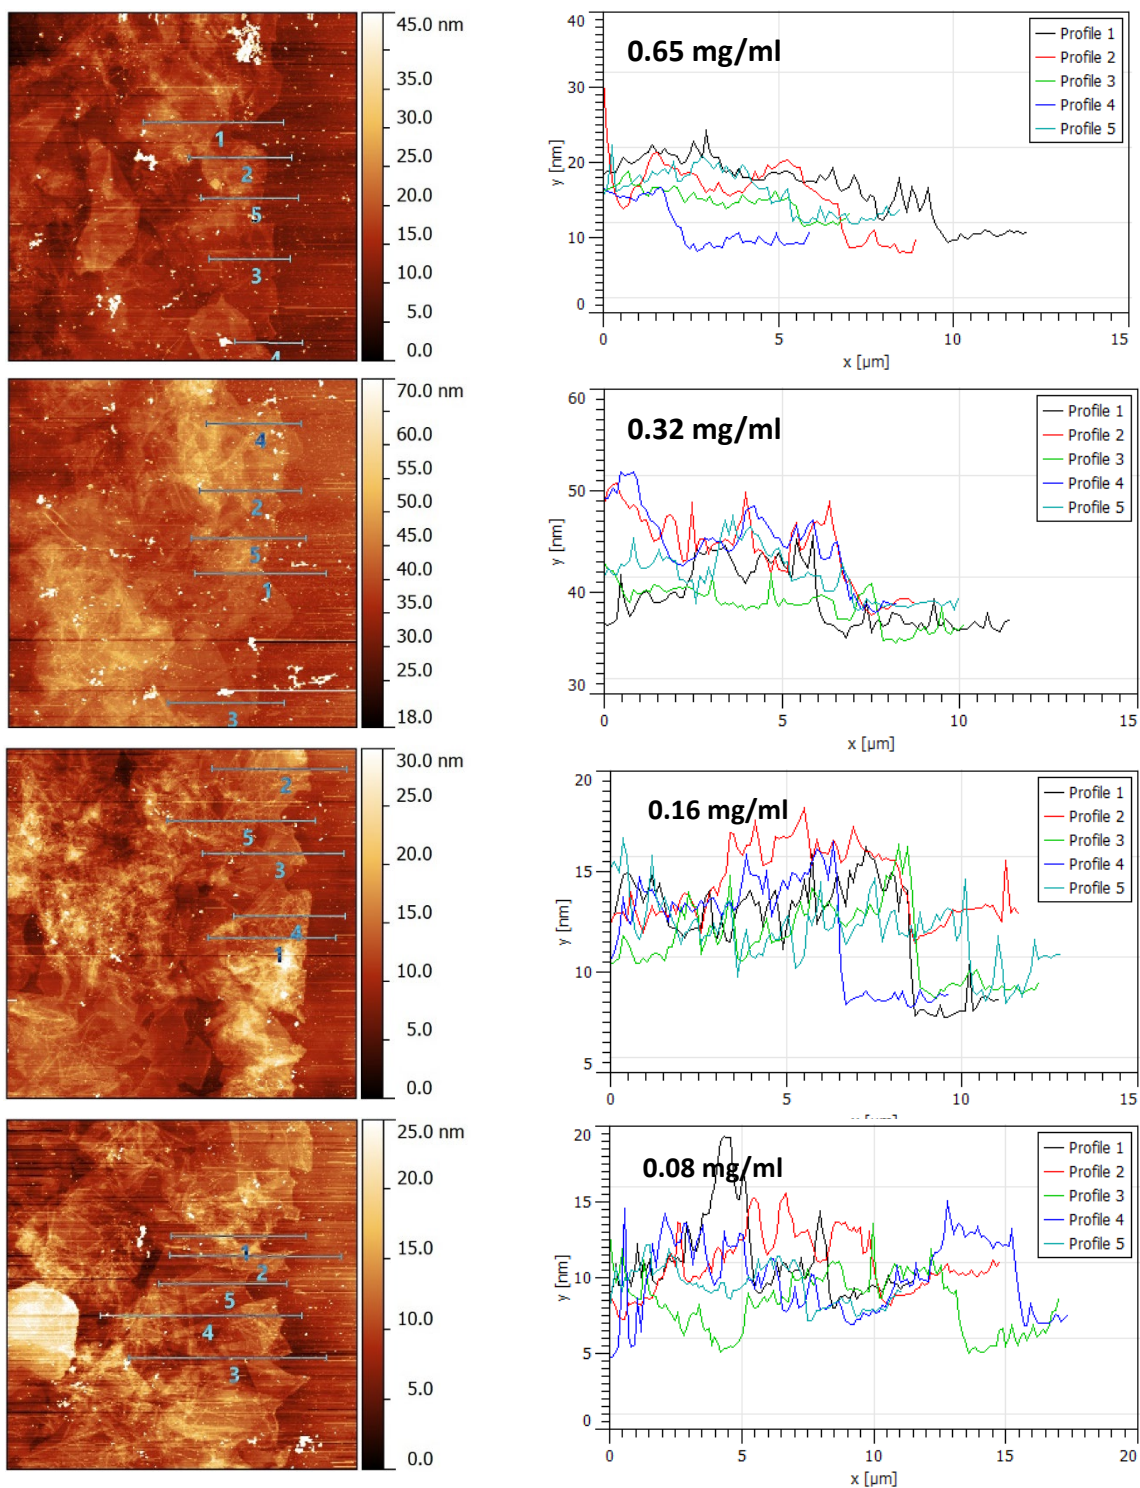 45.0 nm
35.0
30.0
25.0
20.0
15.0
10.0
5.0
0.0
1
2
5
3
4
0.65 mg/ml
Profile 1
Profile 2
Profile 3
Profile 4
Profile 5
y [nm]
40
30
20
10
0
0 5 10 15
x [µm]
70.0 nm
60.0
55.0
50.0
45.0
40.0
35.0
30.0
25.0
18.0
4
2
5
1
3
0.32 mg/ml
Profile 1
Profile 2
Profile 3
Profile 4
Profile 5
y [nm]
60
50
40
30
0 5 10 15
x [µm]
30.0 nm
25.0
20.0
15.0
10.0
5.0
0.0
2
5
3
4
1
0.16 mg/ml
Profile 1
Profile 2
Profile 3
Profile 4
Profile 5
y [nm]
20
15
10
5
0 5 10 15
25.0 nm
20.0
15.0
10.0
5.0
0.0
1
2
5
4
3
0.08 mg/ml
Profile 1
Profile 2
Profile 3
Profile 4
Profile 5
y [nm]
20
15
10
5
0
0 5 10 15 20
x [µm]